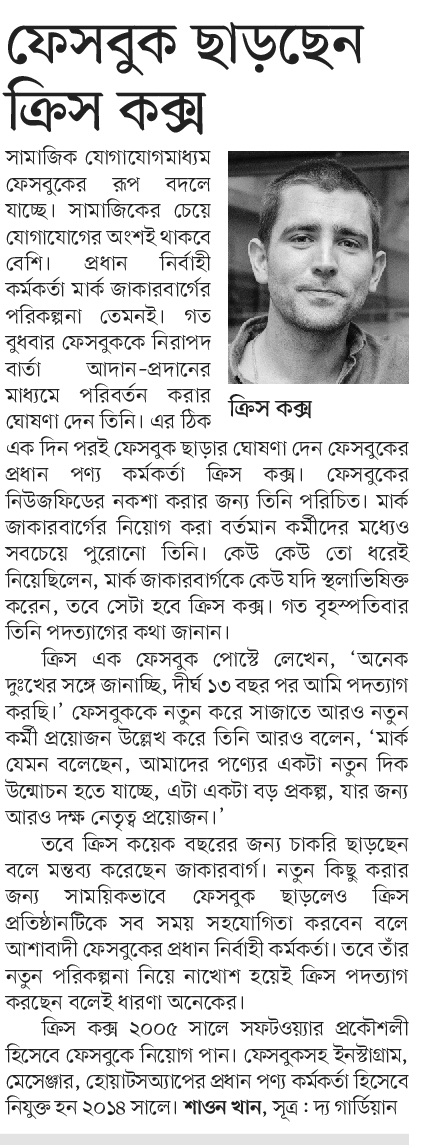 ফেসবুক ছাড়ছেন
ক্রিস কক্স
সামাজিক যোগাযোগমাধ্যম
ফেসবুকের রূপ বদলে
যাচ্ছে। সামাজিকের চেয়ে
যোগাযোগের অংশই থাকবে
বেশি। প্রধান নির্বাহী
কর্মকর্তা মার্ক জাকারবার্গের
পরিকল্পনা তেমনই। গত
বুধবার ফেসবুককে নিরাপদ
বার্তা আদান-প্রদানের
মাধ্যমে পরিবর্তন করার
ঘোষণা দেন তিনি। এর ঠিক
ক্রিস কক্স
এক দিন পরই ফেসবুক ছাড়ার ঘোষণা দেন ফেসবুকের
প্রধান পণ্য কর্মকর্তা ক্রিস কক্স। ফেসবুকের
নিউজফিডের নকশা করার জন্য তিনি পরিচিত। মার্ক
জাকারবার্গের নিয়োগ করা বর্তমান কর্মীদের মধ্যেও
সবচেয়ে পুরোনো তিনি। কেউ কেউ তো ধরেই
নিয়েছিলেন, মার্ক জাকারবার্গকে কেউ যদি স্থলাভিষিক্ত
করেন, তবে সেটা হবে ক্রিস কক্স। গত বৃহস্পতিবার
তিনি পদত্যাগের কথা জানান।
ক্রিস এক ফেসবুক পোস্টে লেখেন, ‘অনেক
দুঃখের সঙ্গে জানাচ্ছি, দীর্ঘ ১৩ বছর পর আমি পদত্যাগ
করছি।’ ফেসবুককে নতুন করে সাজাতে আরও নতুন
কর্মী প্রয়োজন উল্লেখ করে তিনি আরও বলেন, ‘মার্ক
যেমন বলেছেন, আমাদের পণ্যের একটা নতুন দিক
উন্মোচন হতে যাচ্ছে, এটা একটা বড় প্রকল্প, যার জন্য
আরও দক্ষ নেতৃত্ব প্রয়োজন।’
তবে ক্রিস কয়েক বছরের জন্য চাকরি ছাড়ছেন
বলে মন্তব্য করেছেন জাকারবার্গ। নতুন কিছু করার
জন্য সাময়িকভাবে ফেসবুক ছাড়লেও ক্রিস
প্রতিষ্ঠানটিকে সব সময় সহযোগিতা করবেন বলে
আশাবাদী ফেসবুকের প্রধান নির্বাহী কর্মকর্তা। তবে তাঁর
নতুন পরিকল্পনা নিয়ে নাখোশ হয়েই ক্রিস পদত্যাগ
করছেন বলেই ধারণা অনেকের।
ক্রিস কক্স ২০০৫ সালে সফটওয়্যার প্রকৌশলী
হিসেবে ফেসবুকে নিয়োগ পান। ফেসবুকসহ ইনস্টাগ্রাম,
মেসেঞ্জার, হোয়াটসঅ্যাপের প্রধান পণ্য কর্মকর্তা হিসেবে
নিযুক্ত হন ২০১৪ সালে। শাওন খান, সূত্র : দ্য গার্ডিয়ান